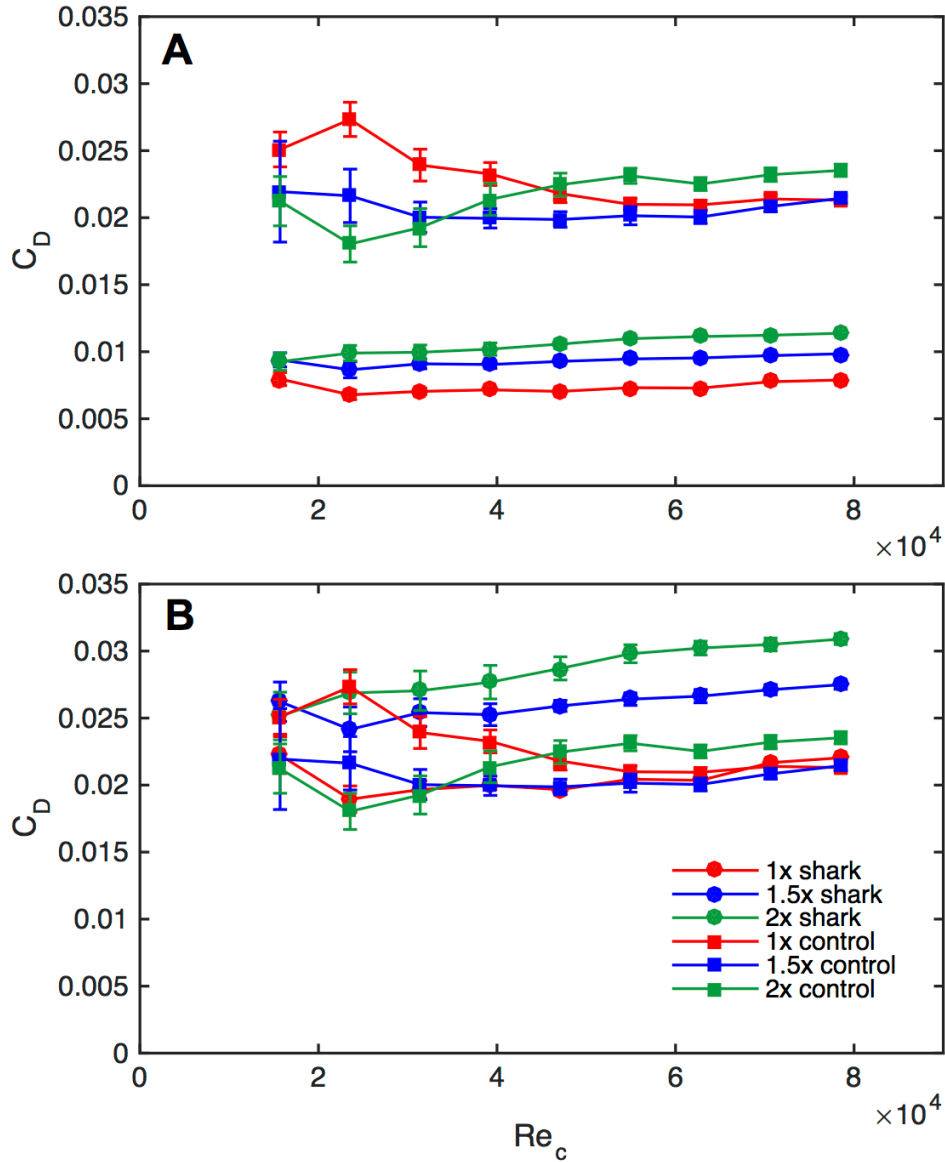 A
0.035
0.03
0.025
0.02
0.015
0.01
0.005
0
C_D
0 2 4 6 8
×10^4
B
0.035
0.03
0.025
0.02
0.015
0.01
0.005
0
C_D
1x shark
1.5x shark
2x shark
1x control
1.5x control
2x control
0 2 4 6 8
×10^4
Re_c